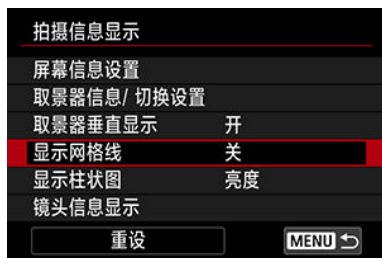 拍摄信息显示
屏幕信息设置
取景器信息/ 切换设置
取景器垂直显示 开
显示网格线 关
显示柱状图 亮度
镜头信息显示
重设 MENU